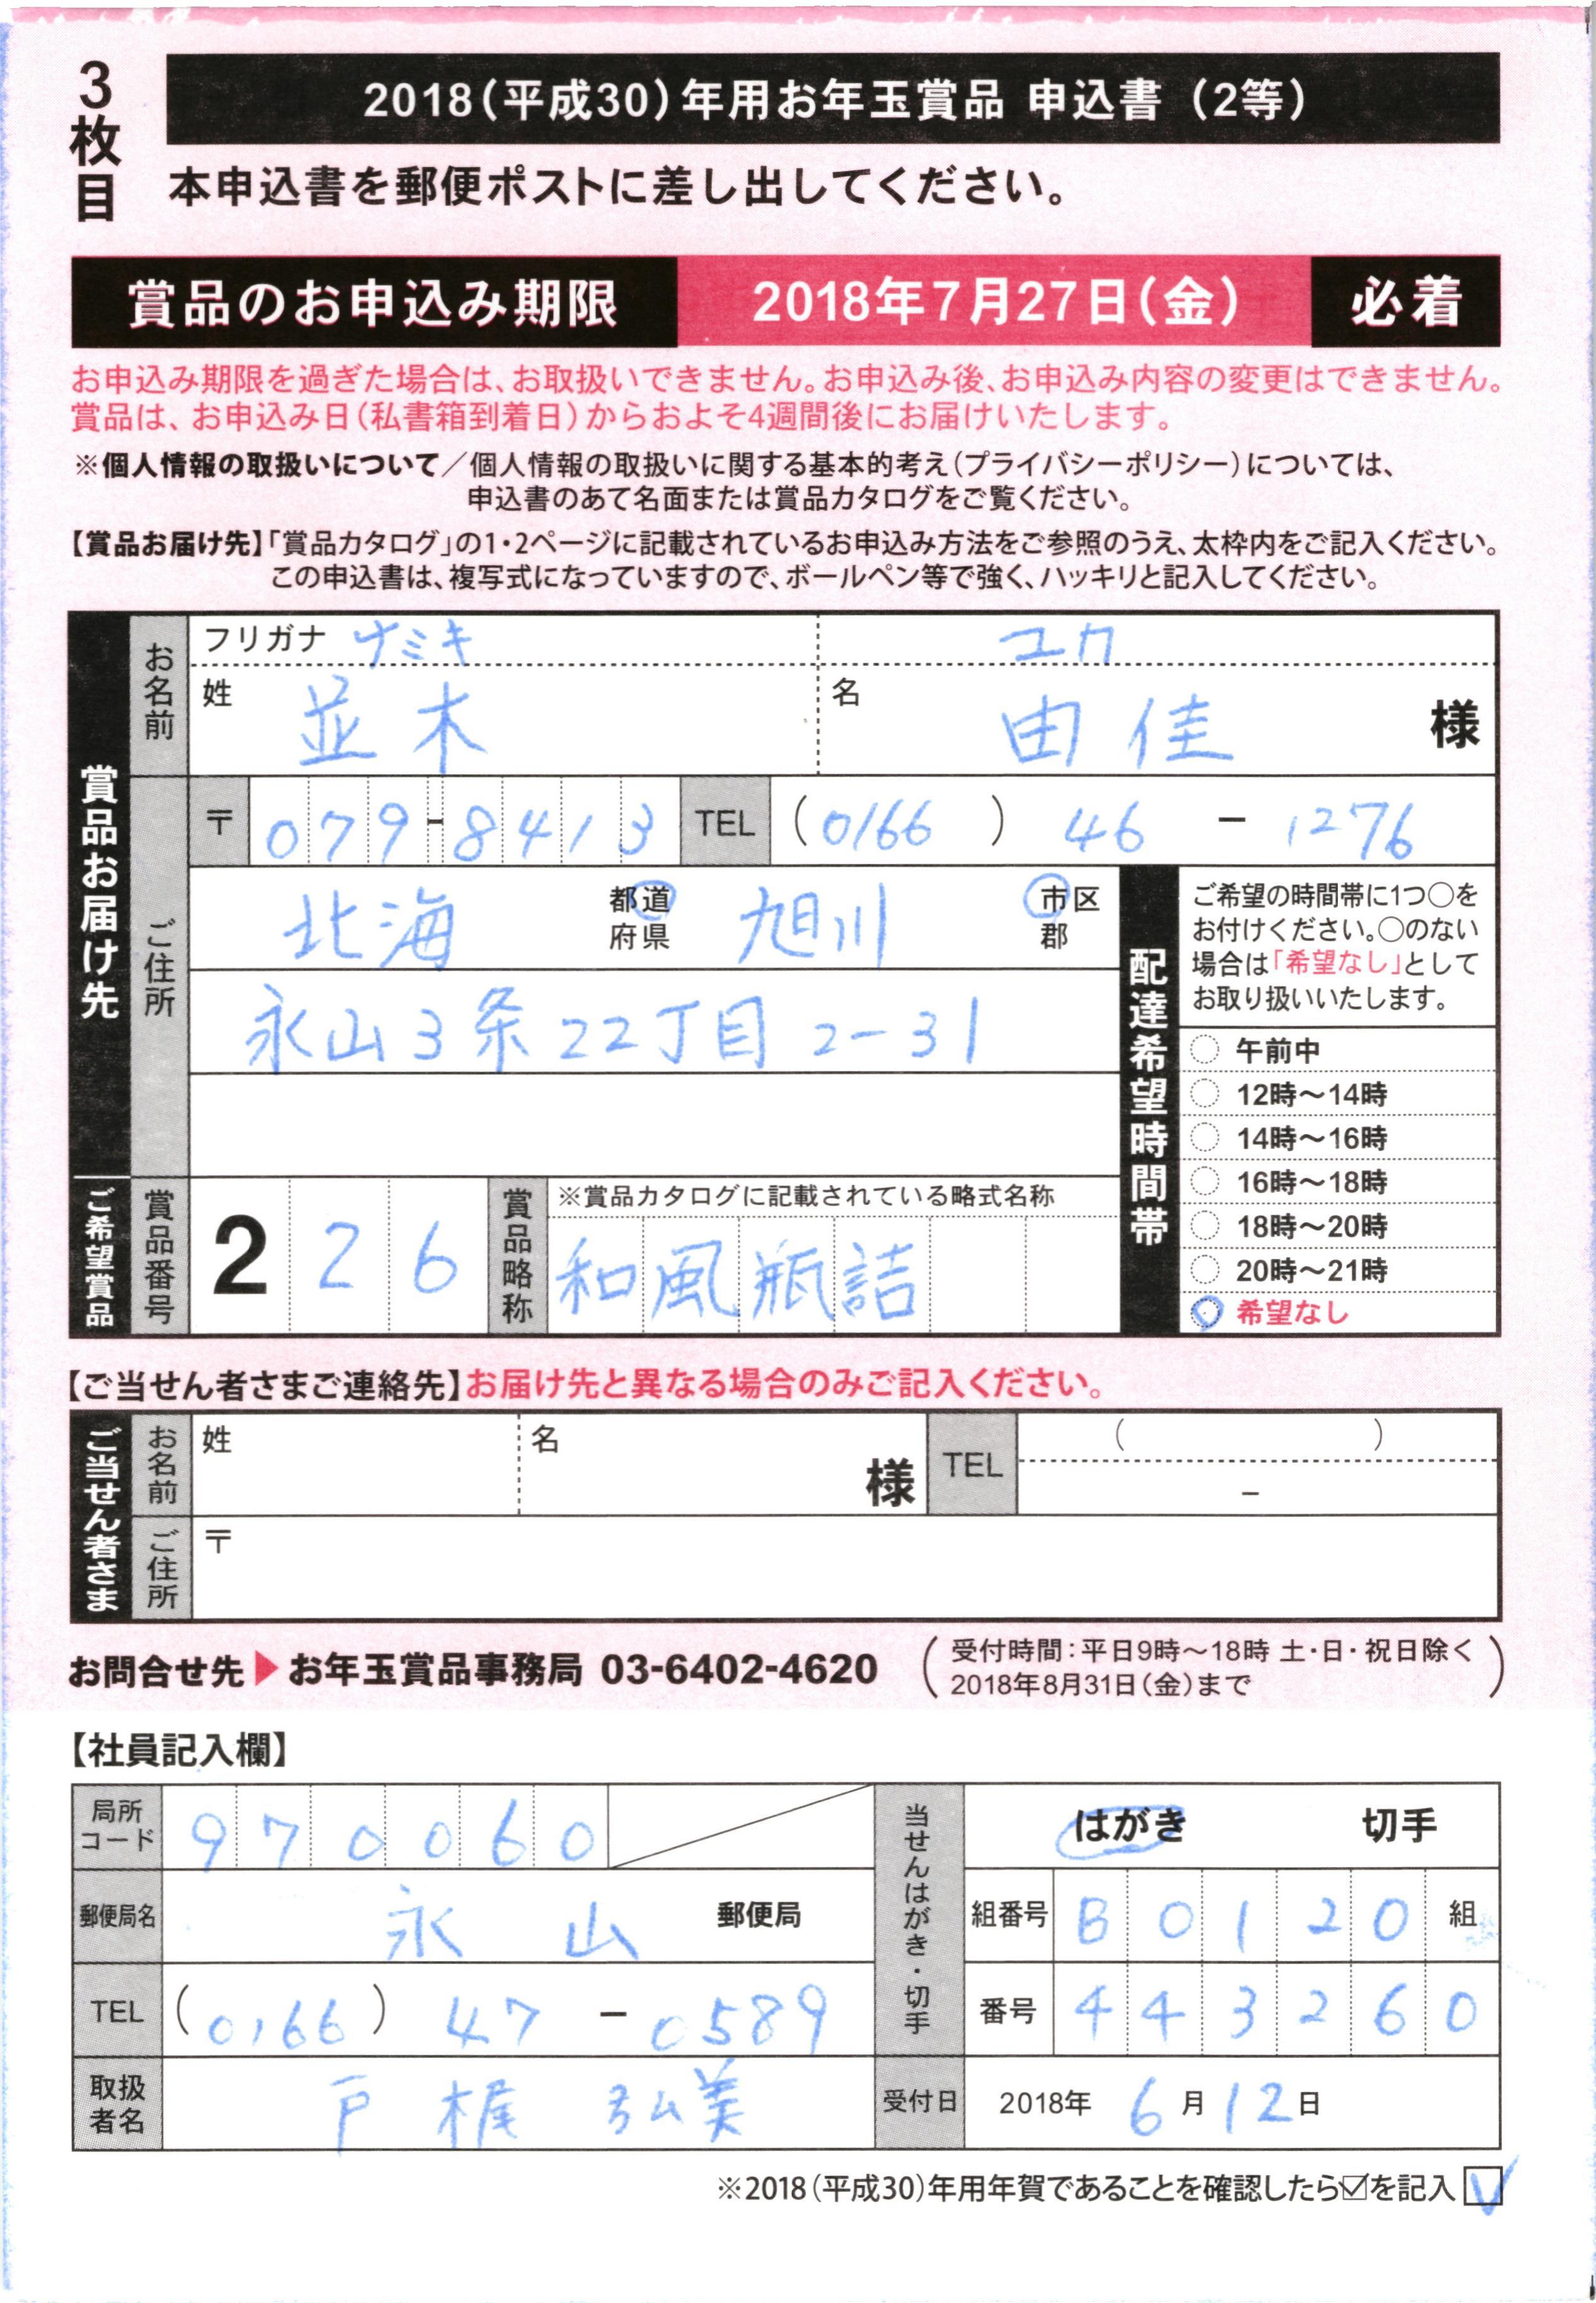 3枚目
2018(平成30)年用お年玉賞品 申込書(2等)
本申込書を郵便ポストに差し出してください。
賞品のお申込み期限 2018年7月27日(金) 必着
お申込み期限を過ぎた場合は、お取扱いできません。お申込み後、お申込み内容の変更はできません。
賞品は、お申込み日(私書箱到着日)からおよそ4週間後にお届けいたします。
※個人情報の取扱いについて/個人情報の取扱いに関する基本的考え(プライバシーポリシー)については、
申込書のあて名面または賞品カタログをご覧ください。
【賞品お届け先】「賞品カタログ」の1・2ページに記載されているお申込み方法をご参照のうえ、太枠内をご記入ください。
この申込書は、複写式になっていますので、ボールペン等で強く、ハッキリと記入してください。
賞品お届け先
お名前
フリガナ ナミキ ユカ
姓 並木 名 由佳 様
ご住所
〒 079-8413 TEL (0166) 46 - 1276
北海 都道府県 旭川 市区郡
永山3条22丁目 2-31
配達希望時間帯
ご希望の時間帯に1つ○を
お付けください。○のない
場合は「希望なし」として
お取り扱いいたします。
午前中
12時~14時
14時~16時
16時~18時
18時~20時
20時~21時
希望なし
ご希望賞品
賞品番号 2 2 6
賞品略称 ※賞品カタログに記載されている略式名称
和風瓶詰
【ご当せん者さまご連絡先】お届け先と異なる場合のみご記入ください。
ご当せん者さま
お名前 姓 名 様 TEL ( ) -
ご住所 〒
お問合せ先▶お年玉賞品事務局 03-6402-4620
(受付時間:平日9時~18時 土・日・祝日除く
2018年8月31日(金)まで)
【社員記入欄】
局所コード 970060
郵便局名 永山 郵便局
TEL (0166) 47 - 0589
取扱者名 戸梶 弘美
当せんはがき・切手
はがき 切手
組番号 B0120 組
番号 443260
受付日 2018年 6月12日
※2018(平成30)年用年賀であることを確認したら☑を記入